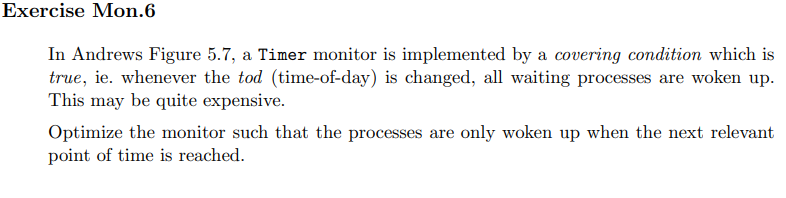 Exercise Mon.6
In Andrews Figure 5.7, a Timer monitor is implemented by a covering condition which is
true, ie. whenever the tod (time-of-day) is changed, all waiting processes are woken up.
This may be quite expensive.
Optimize the monitor such that the processes are only woken up when the next relevant
point of time is reached.